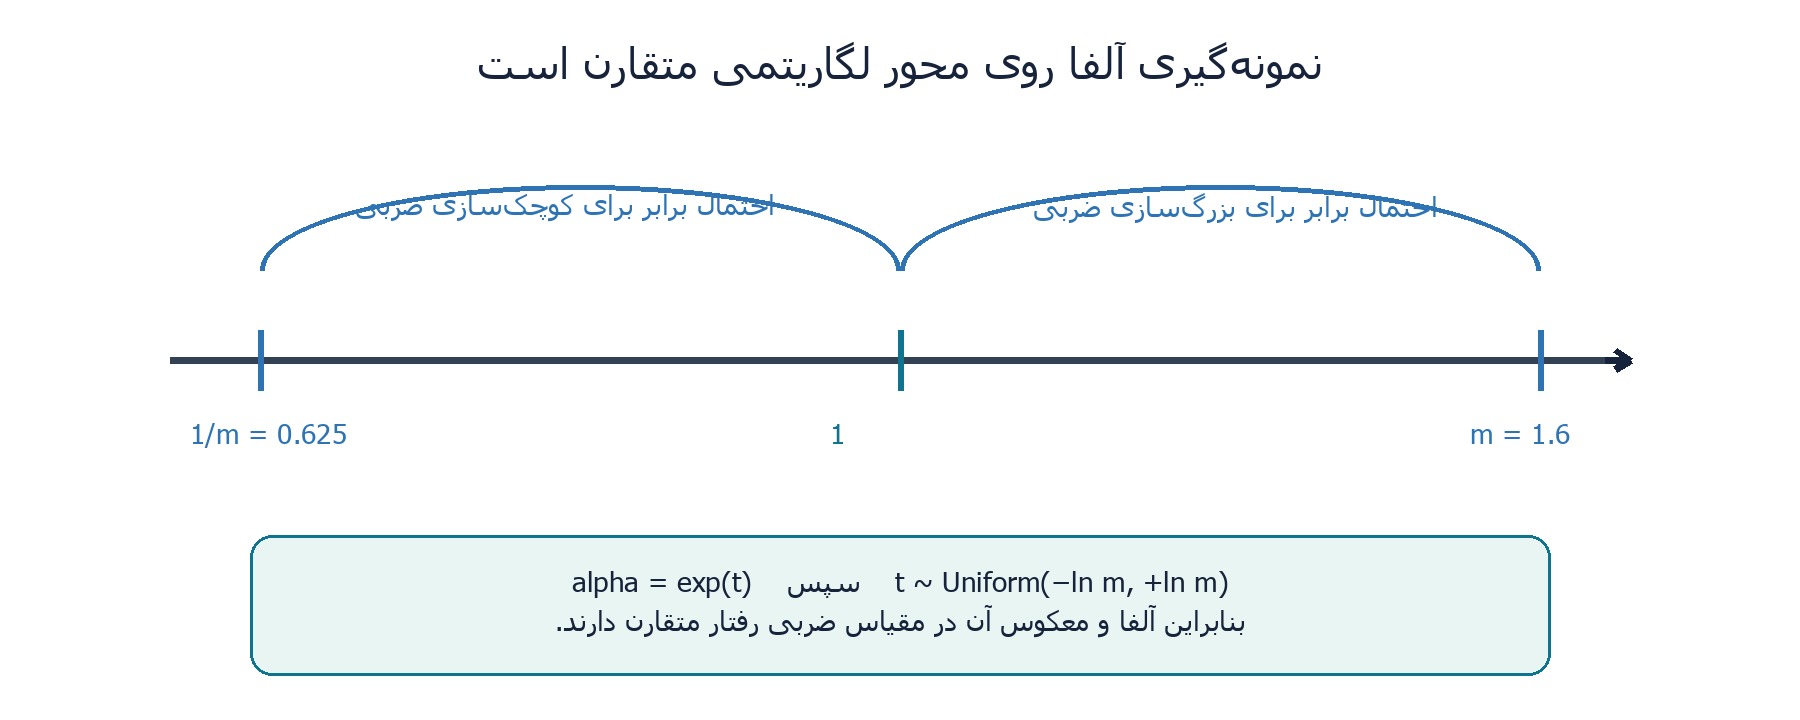 نمونه‌گیری آلفا روی محور لگاریتمی متقارن است
احتمال برابر برای کوچک‌سازی ضربی
احتمال برابر برای بزرگ‌سازی ضربی
1/m = 0.625
1
m = 1.6
t ~ Uniform(−ln m, +ln m) سپس alpha = exp(t)
بنابراین آلفا و معکوس آن در مقیاس ضربی رفتار متقارن دارند.